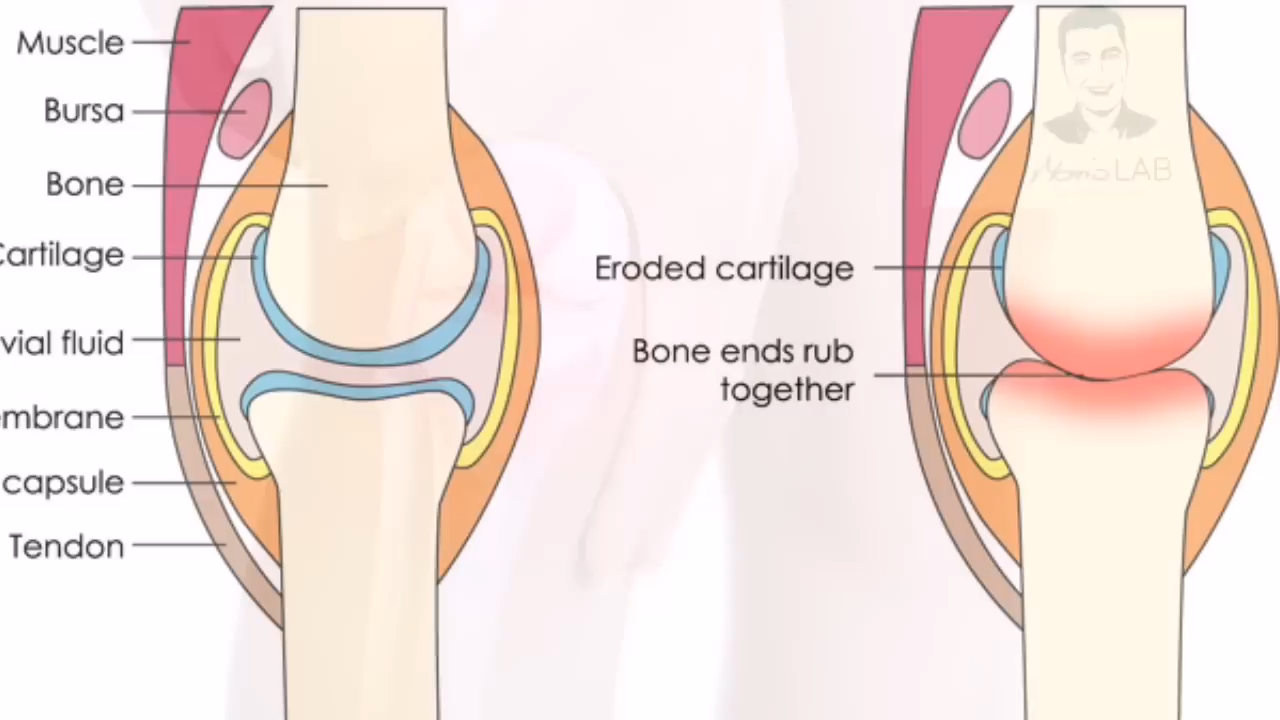 Muscle
Bursa
Bone
Cartilage
vial fluid
embrane
capsule
Tendon
Eroded cartilage
Bone ends rub
together
LAB